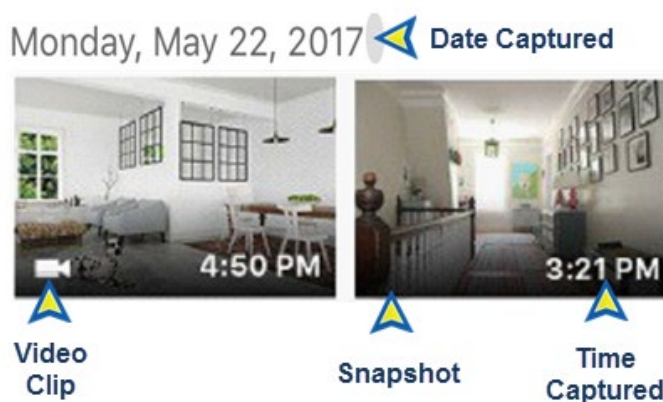 Monday, May 22, 2017
Date Captured
4:50 PM
3:21 PM
Video
Clip
Snapshot
Time
Captured